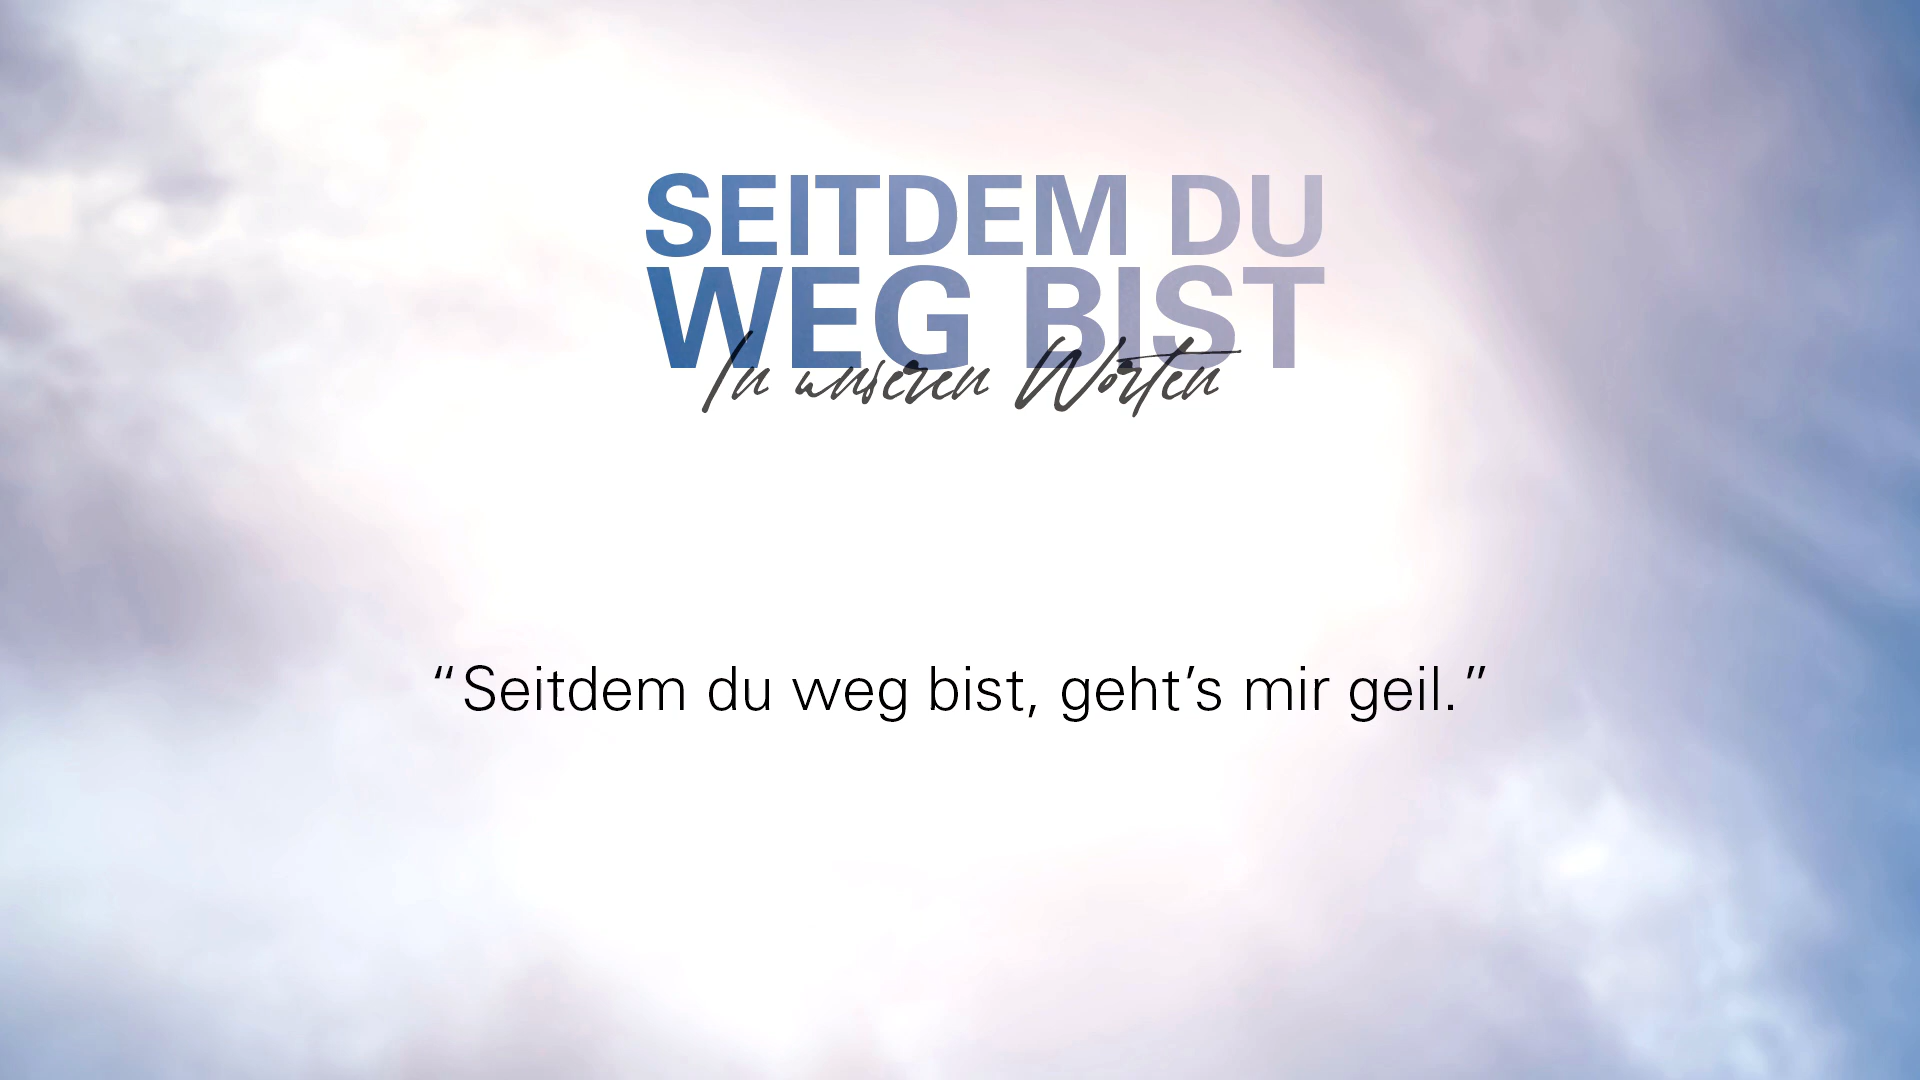 SEITDEM DU
WEG BIST
In unseren Worten
“Seitdem du weg bist, geht’s mir geil.”